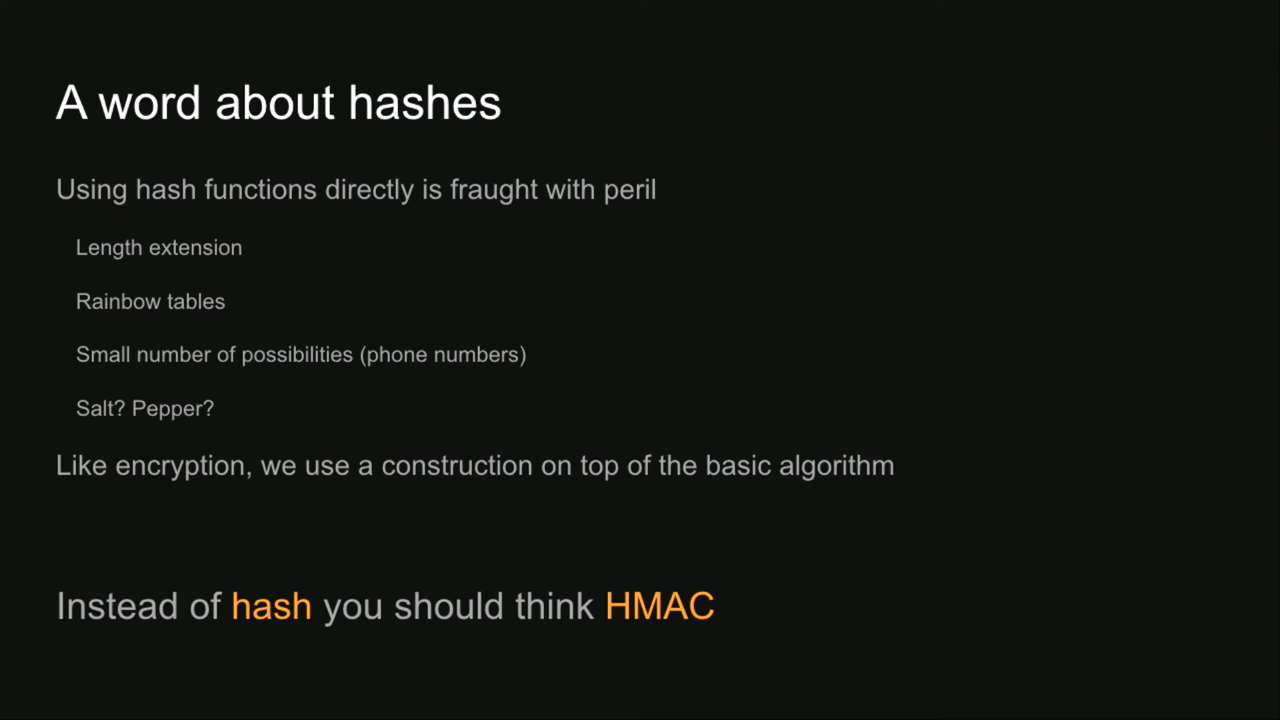 A word about hashes
Using hash functions directly is fraught with peril
Length extension
Rainbow tables
Small number of possibilities (phone numbers)
Salt? Pepper?
Like encryption, we use a construction on top of the basic algorithm
Instead of hash you should think HMAC